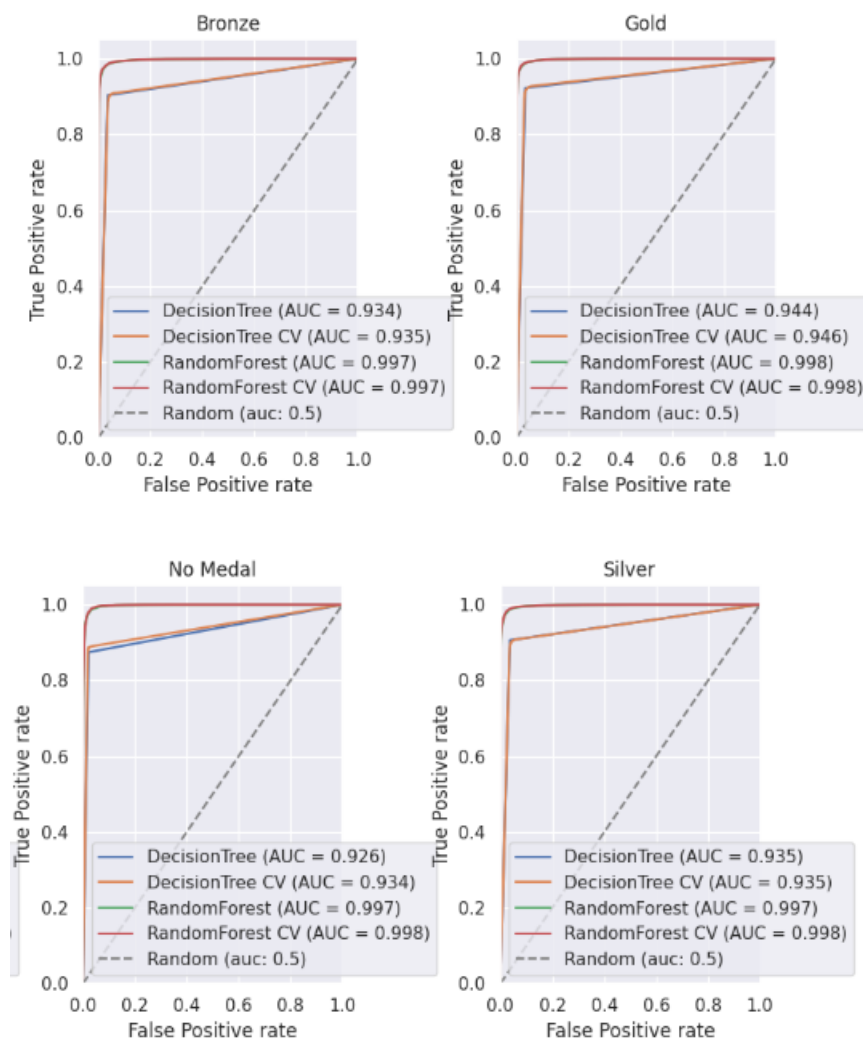 Bronze
1.0
0.8
0.6
0.4
0.2
0.0
True Positive rate
DecisionTree (AUC = 0.934)
DecisionTree CV (AUC = 0.935)
RandomForest (AUC = 0.997)
RandomForest CV (AUC = 0.997)
Random (auc: 0.5)
0.0 0.2 0.4 0.6 0.8 1.0
False Positive rate
Gold
1.0
0.8
0.6
0.4
0.2
0.0
True Positive rate
DecisionTree (AUC = 0.944)
DecisionTree CV (AUC = 0.946)
RandomForest (AUC = 0.998)
RandomForest CV (AUC = 0.998)
Random (auc: 0.5)
0.0 0.2 0.4 0.6 0.8 1.0
False Positive rate
No Medal
1.0
0.8
0.6
0.4
0.2
0.0
True Positive rate
DecisionTree (AUC = 0.926)
DecisionTree CV (AUC = 0.934)
RandomForest (AUC = 0.997)
RandomForest CV (AUC = 0.998)
Random (auc: 0.5)
0.0 0.2 0.4 0.6 0.8 1.0
False Positive rate
Silver
1.0
0.8
0.6
0.4
0.2
0.0
True Positive rate
DecisionTree (AUC = 0.935)
DecisionTree CV (AUC = 0.935)
RandomForest (AUC = 0.997)
RandomForest CV (AUC = 0.998)
Random (auc: 0.5)
0.0 0.2 0.4 0.6 0.8 1.0
False Positive rate